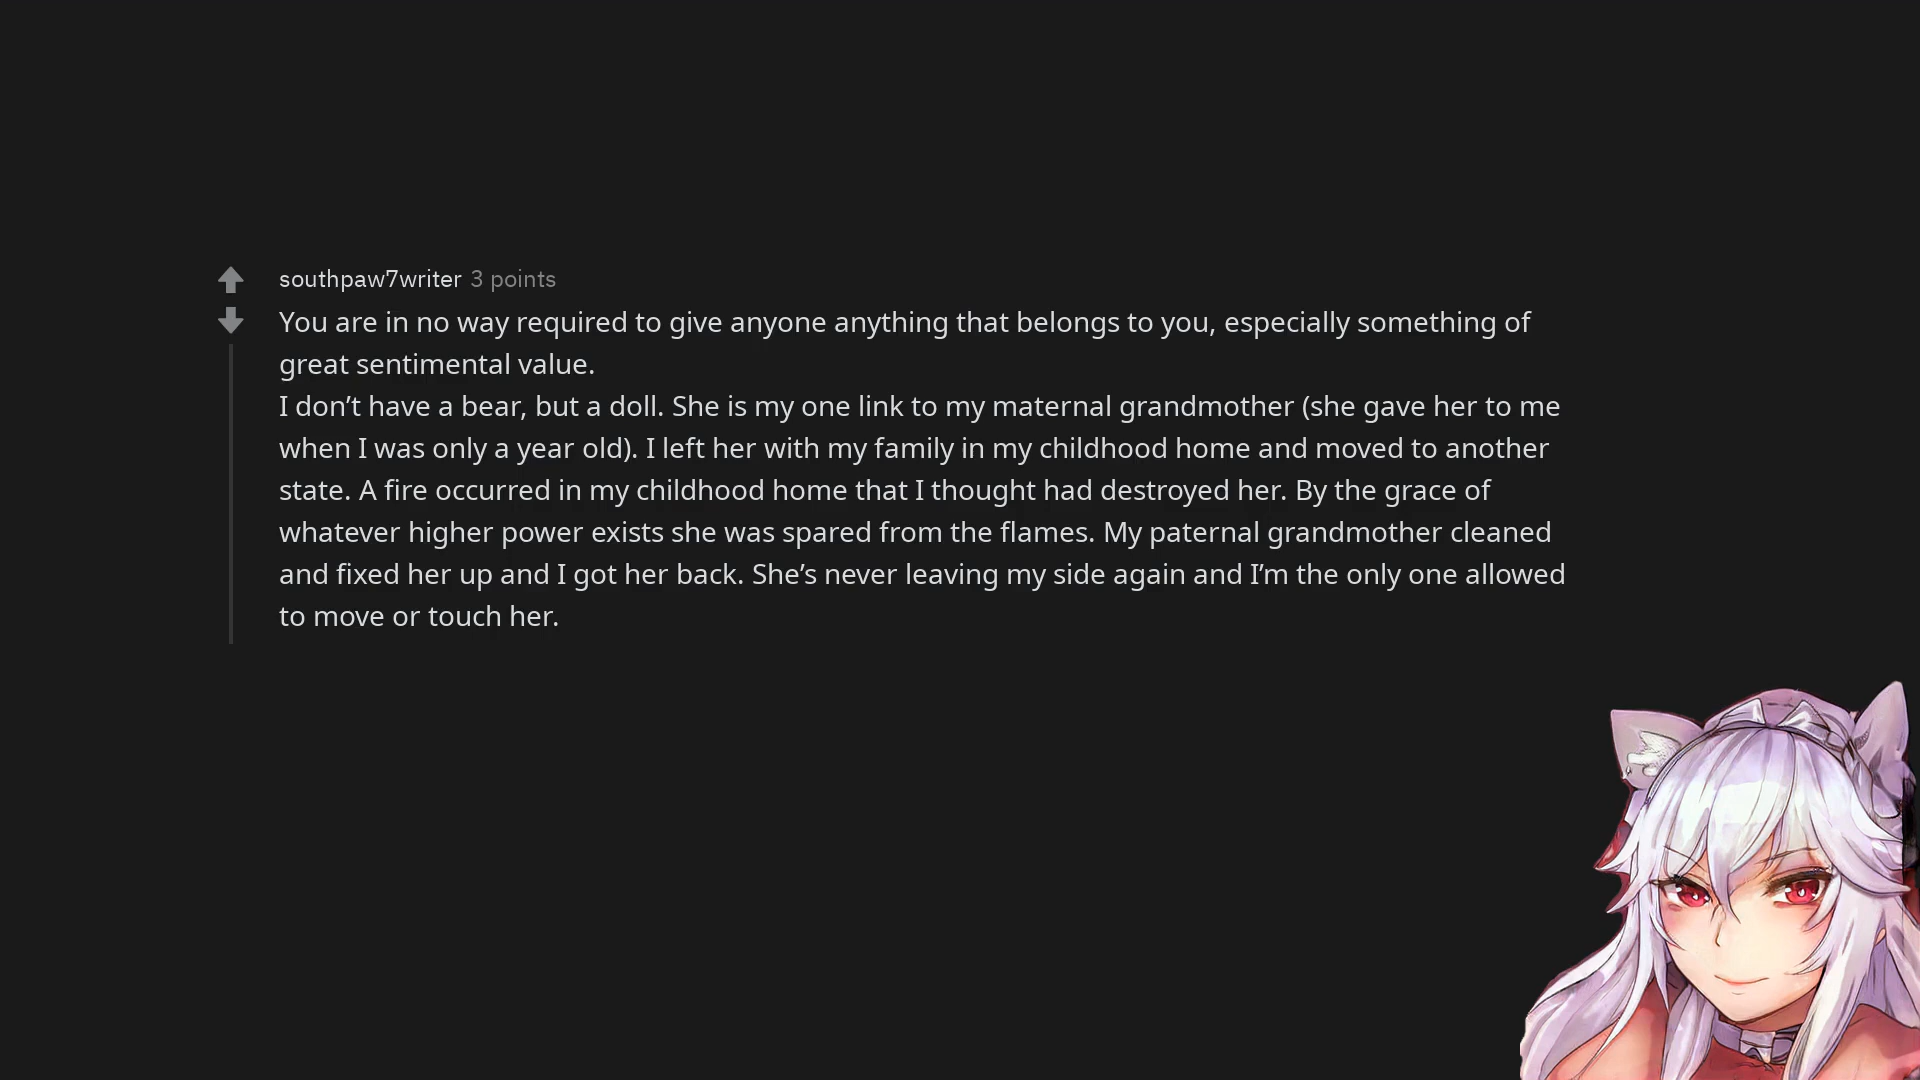 southpaw7writer 3 points
You are in no way required to give anyone anything that belongs to you, especially something of
great sentimental value.
I don’t have a bear, but a doll. She is my one link to my maternal grandmother (she gave her to me
when I was only a year old). I left her with my family in my childhood home and moved to another
state. A fire occurred in my childhood home that I thought had destroyed her. By the grace of
whatever higher power exists she was spared from the flames. My paternal grandmother cleaned
and fixed her up and I got her back. She’s never leaving my side again and I’m the only one allowed
to move or touch her.